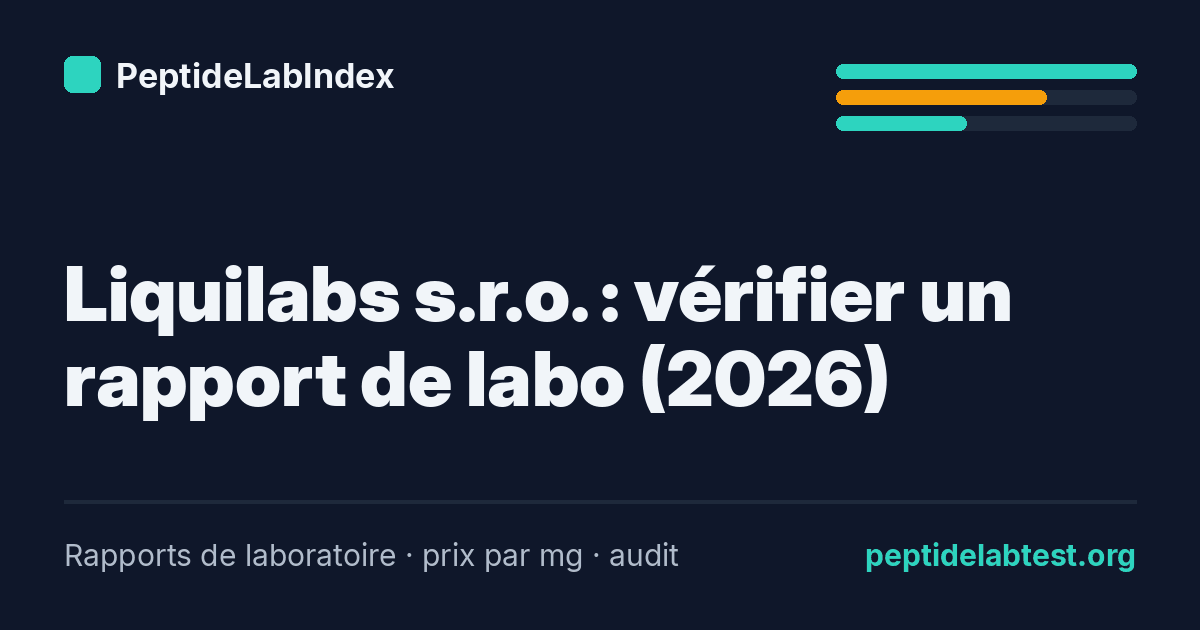 PeptideLabIndex
Liquilabs s.r.o. : vérifier un
rapport de labo (2026)
Rapports de laboratoire · prix par mg · audit
peptidelabtest.org